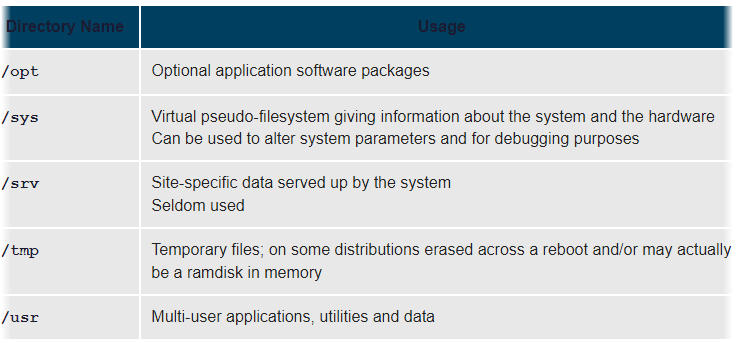 Directory Name Usage
/opt Optional application software packages
/sys Virtual pseudo-filesystem giving information about the system and the hardware
Can be used to alter system parameters and for debugging purposes
/srv Site-specific data served up by the system
Seldom used
/tmp Temporary files; on some distributions erased across a reboot and/or may actually
be a ramdisk in memory
/usr Multi-user applications, utilities and data